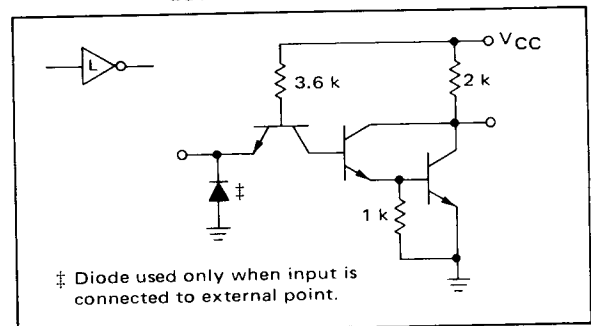 L
V CC
3.6 k
2 k
‡
1 k
‡ Diode used only when input is
connected to external point.